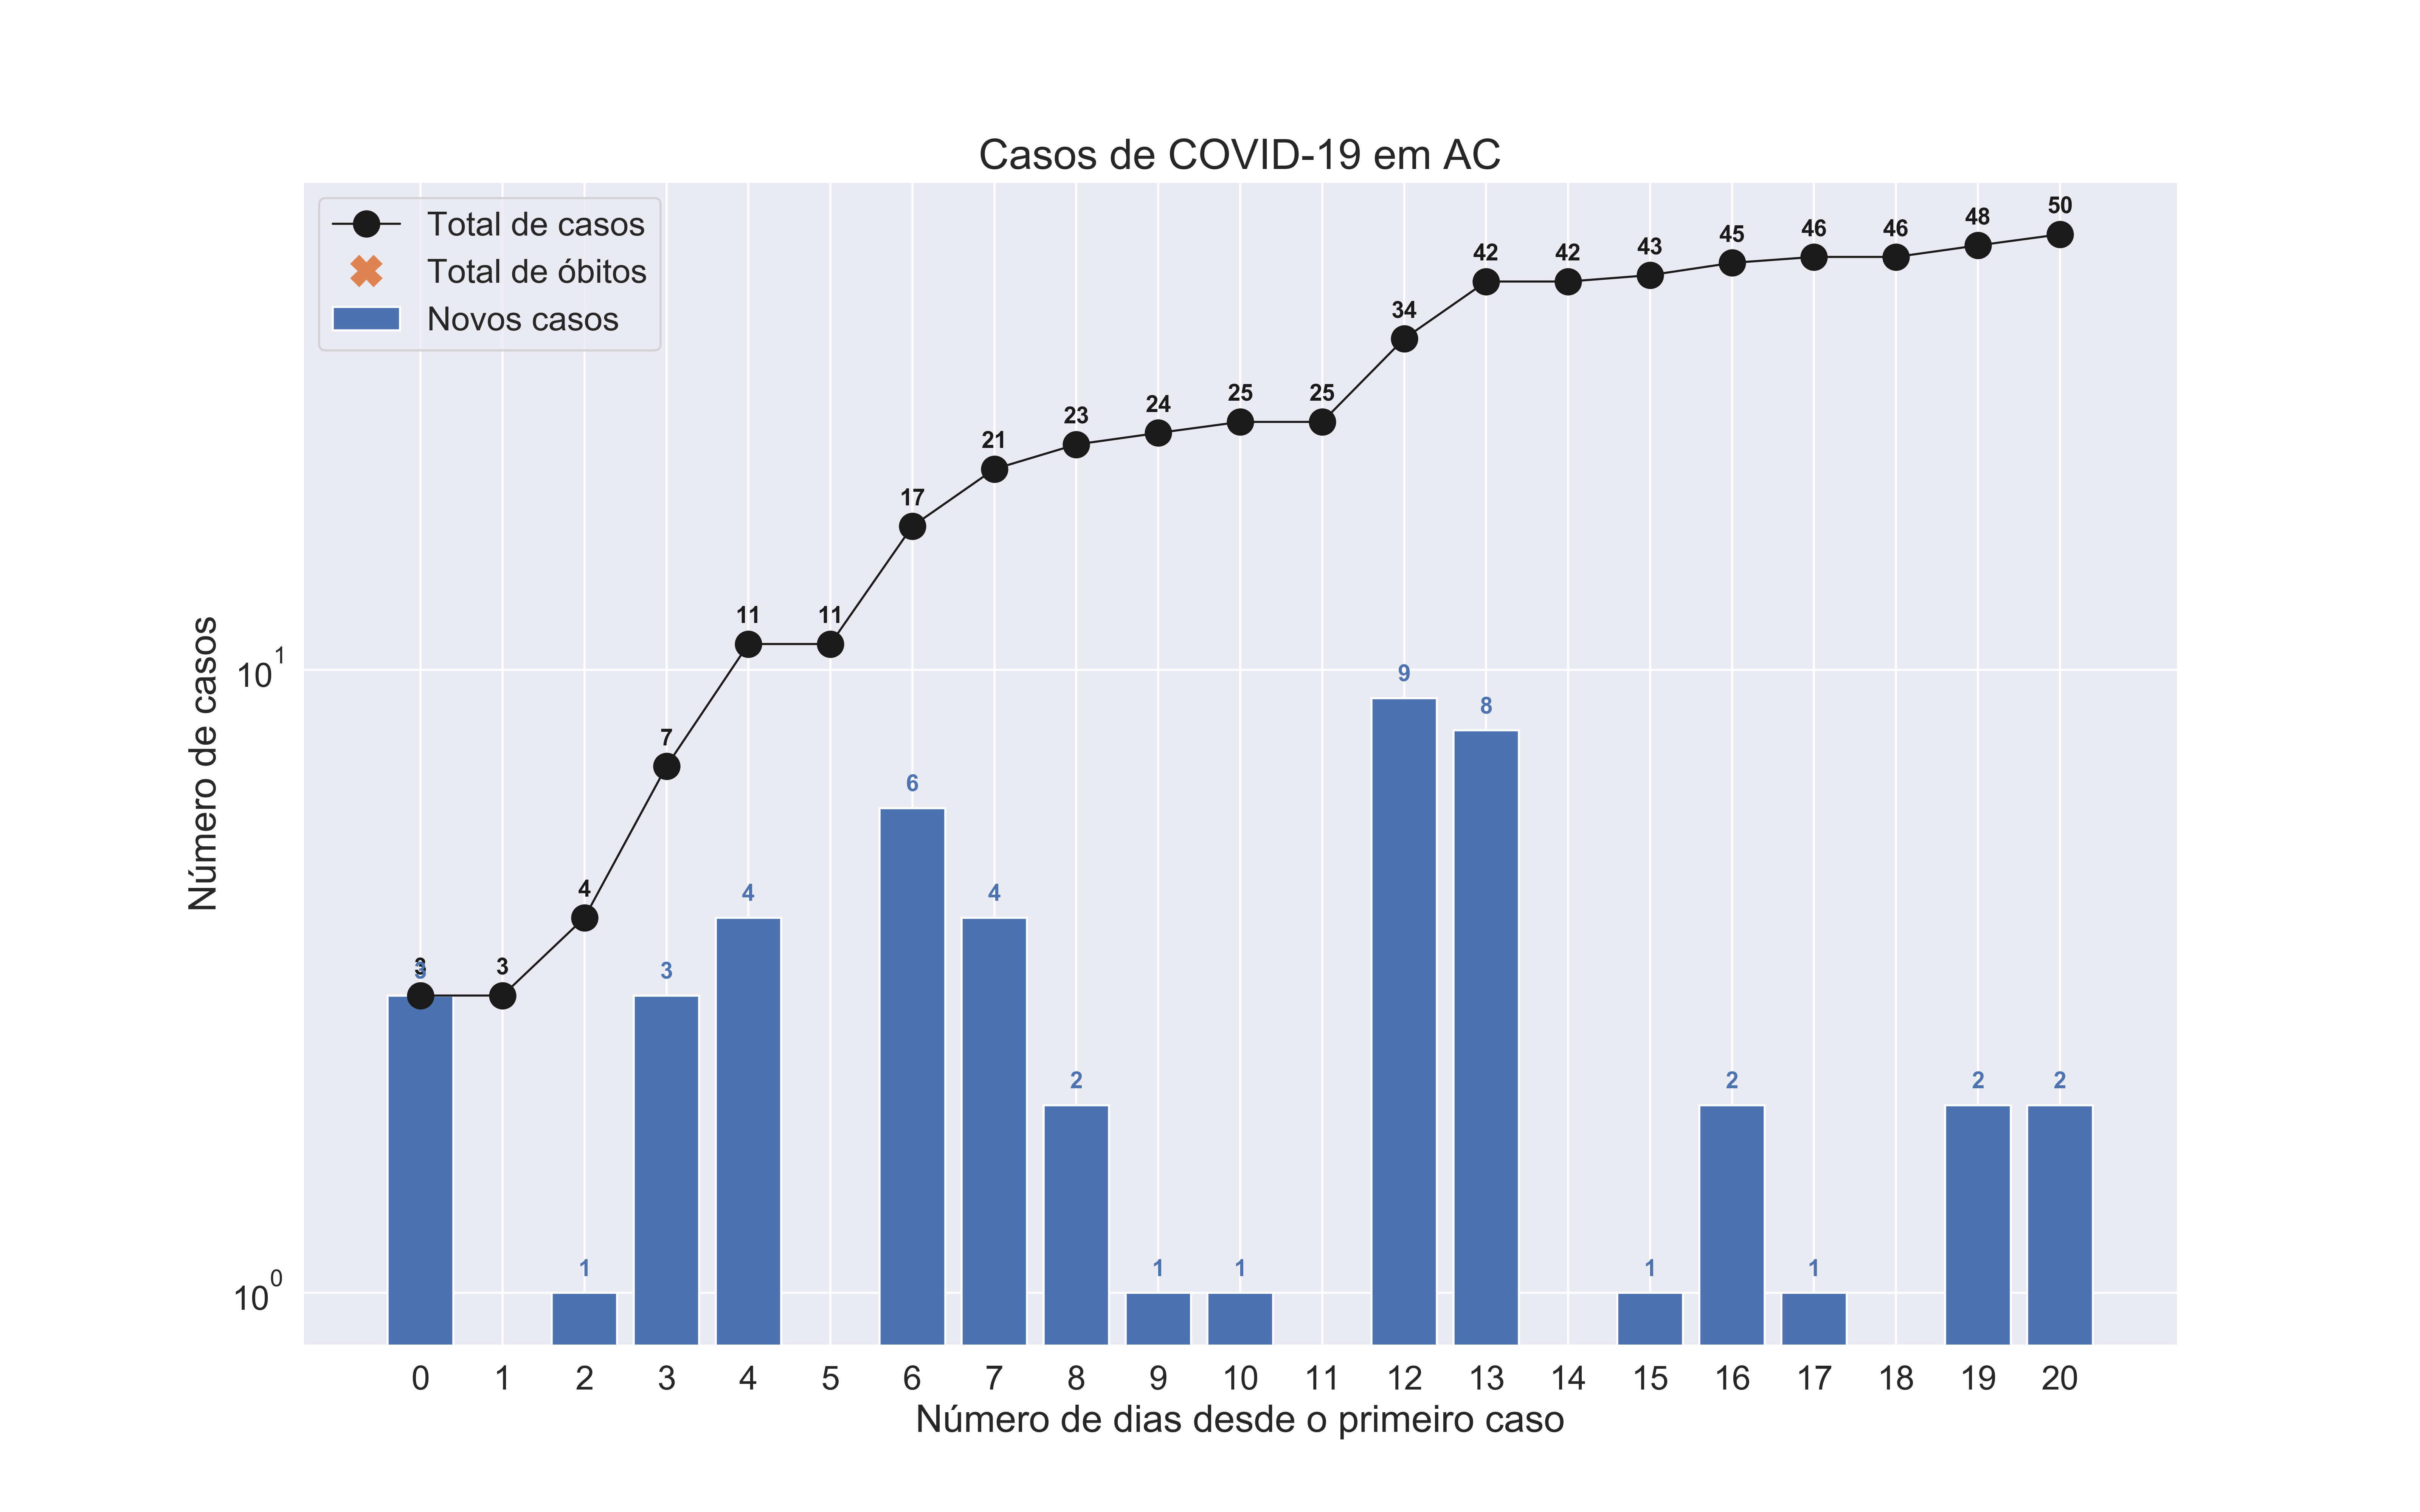 Casos de COVID-19 em AC
Total de casos
Total de óbitos
Novos casos
Número de casos
10^1
10^0
3 3 4 7 11 11 17 21 23 24 25 25 34 42 42 43 45 46 46 48 50
3 1 3 4 6 4 2 1 1 9 8 1 2 1 2 2
0 1 2 3 4 5 6 7 8 9 10 11 12 13 14 15 16 17 18 19 20
Número de dias desde o primeiro caso